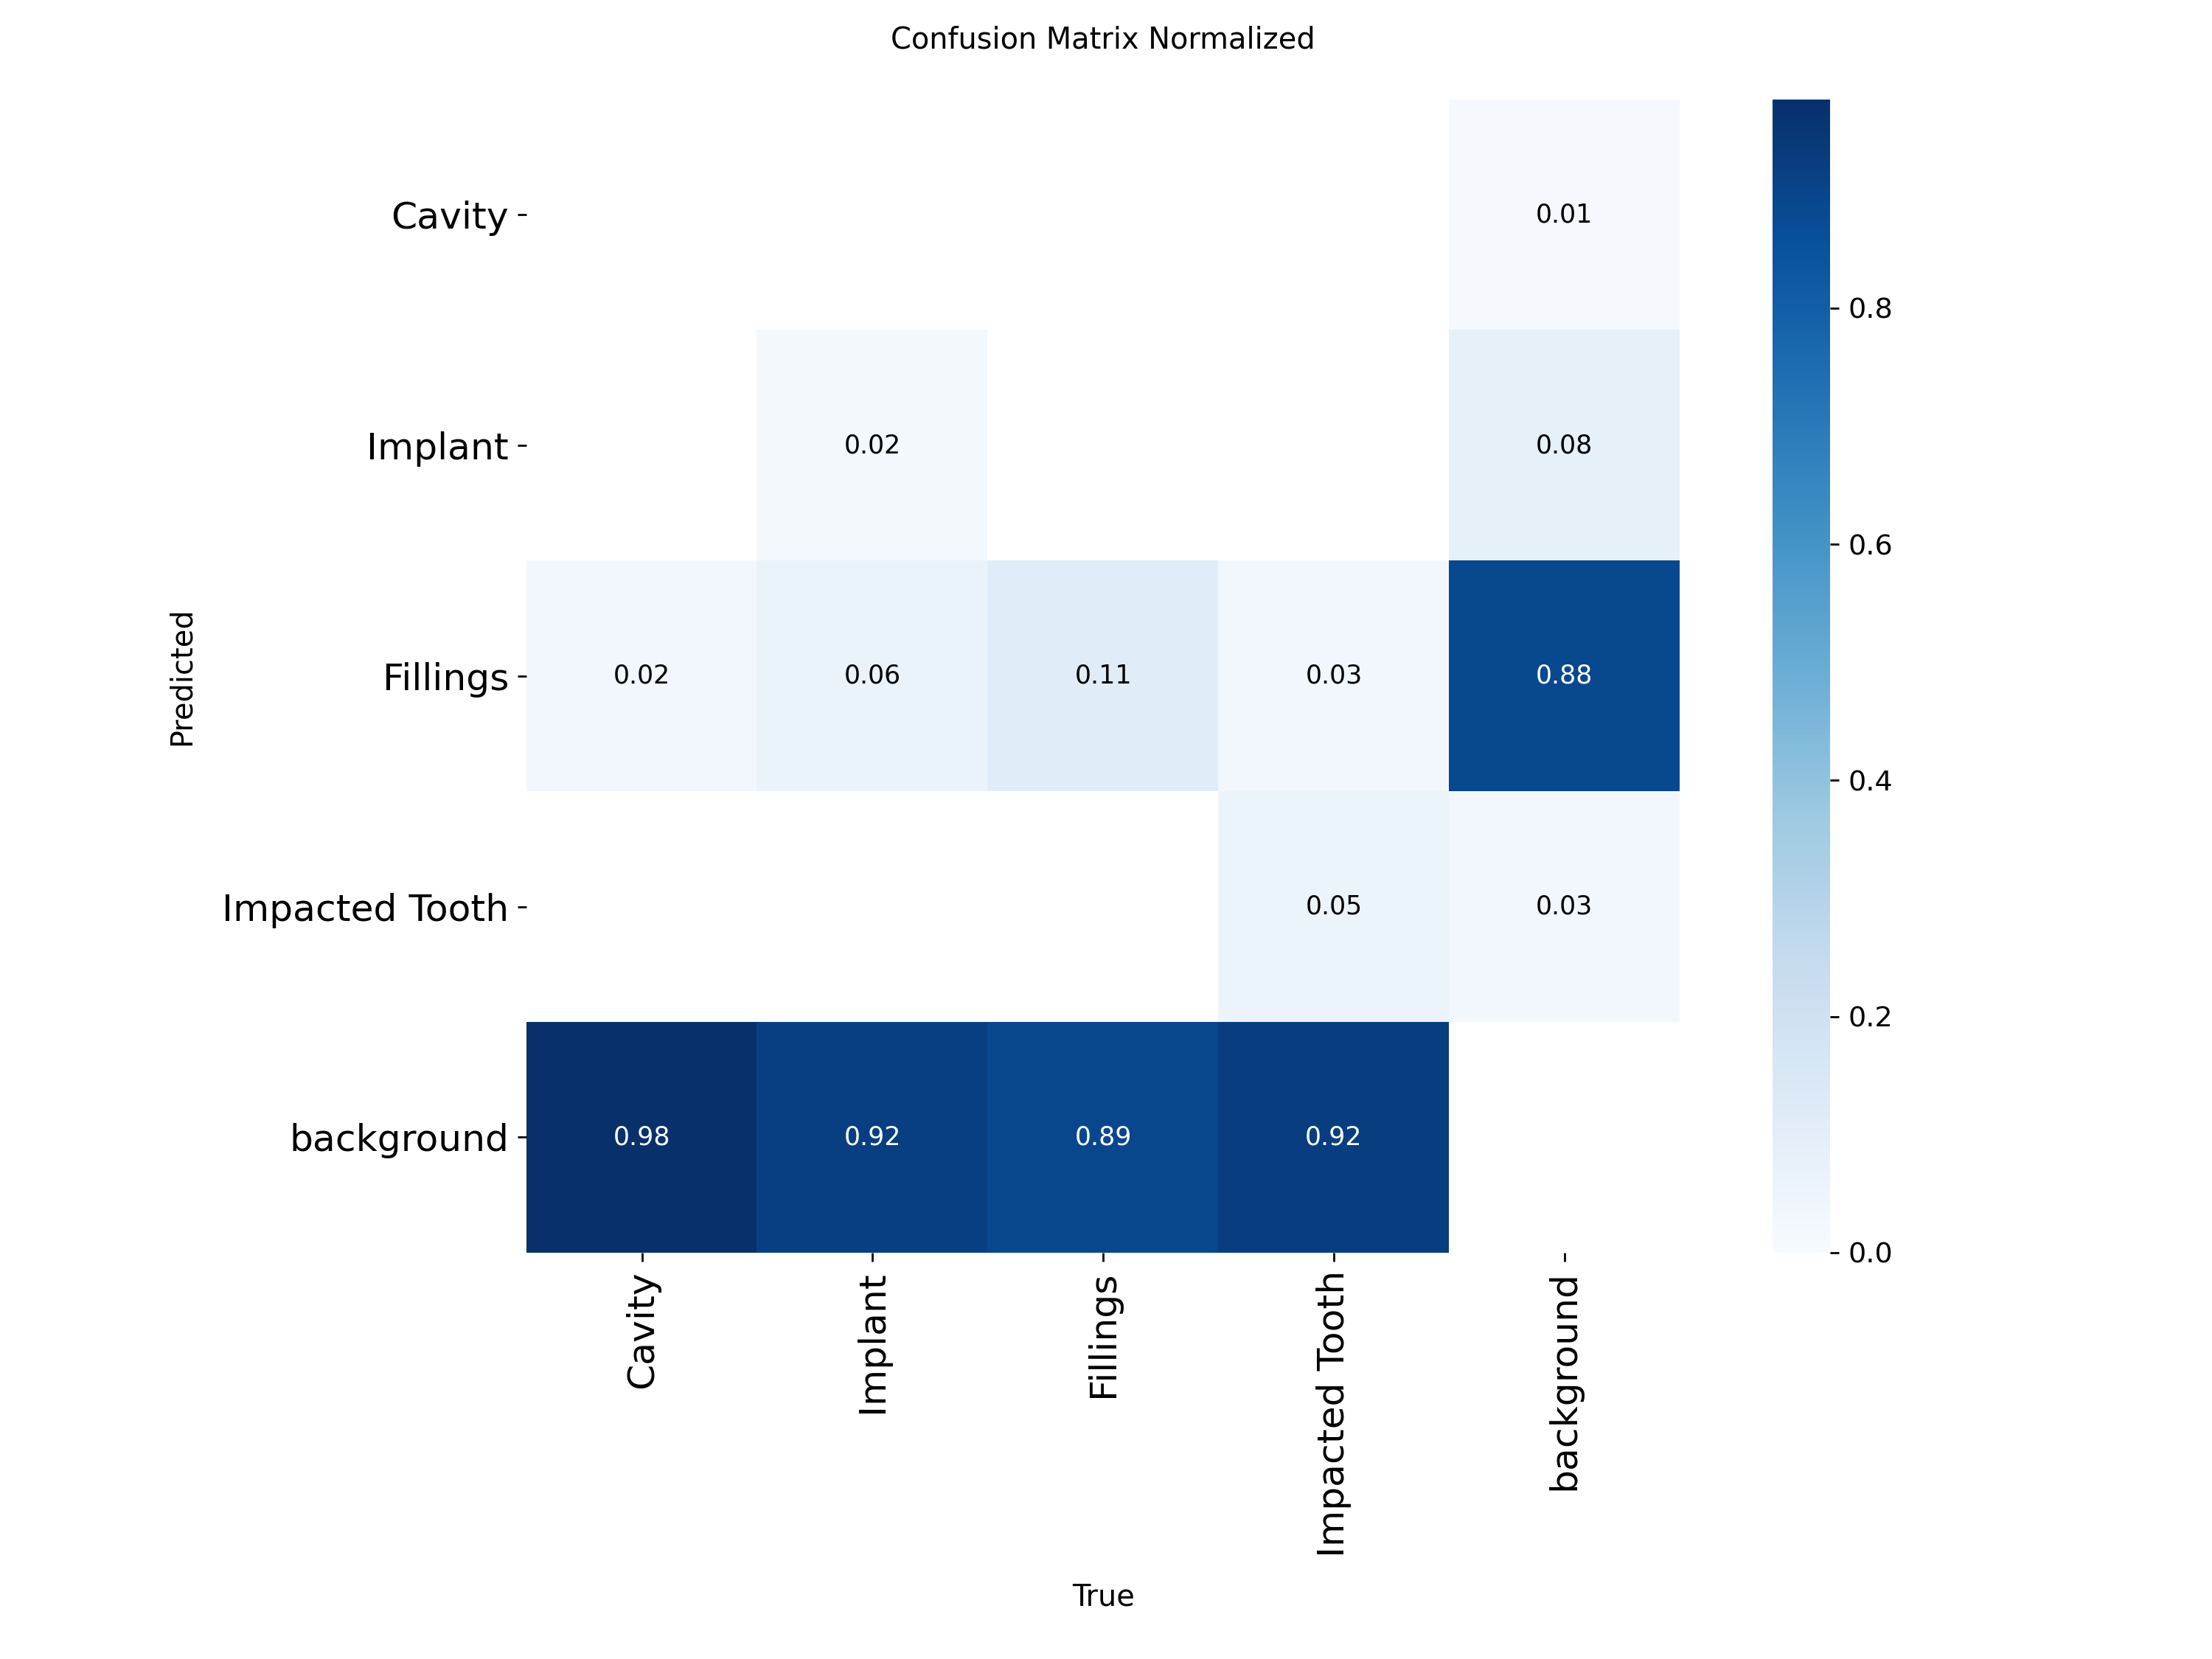 Confusion Matrix Normalized
Predicted
Cavity 0.01
Implant 0.02 0.08
Fillings 0.02 0.06 0.11 0.03 0.88
Impacted Tooth 0.05 0.03
background 0.98 0.92 0.89 0.92
Cavity Implant Fillings Impacted Tooth background
True
0.8
0.6
0.4
0.2
0.0